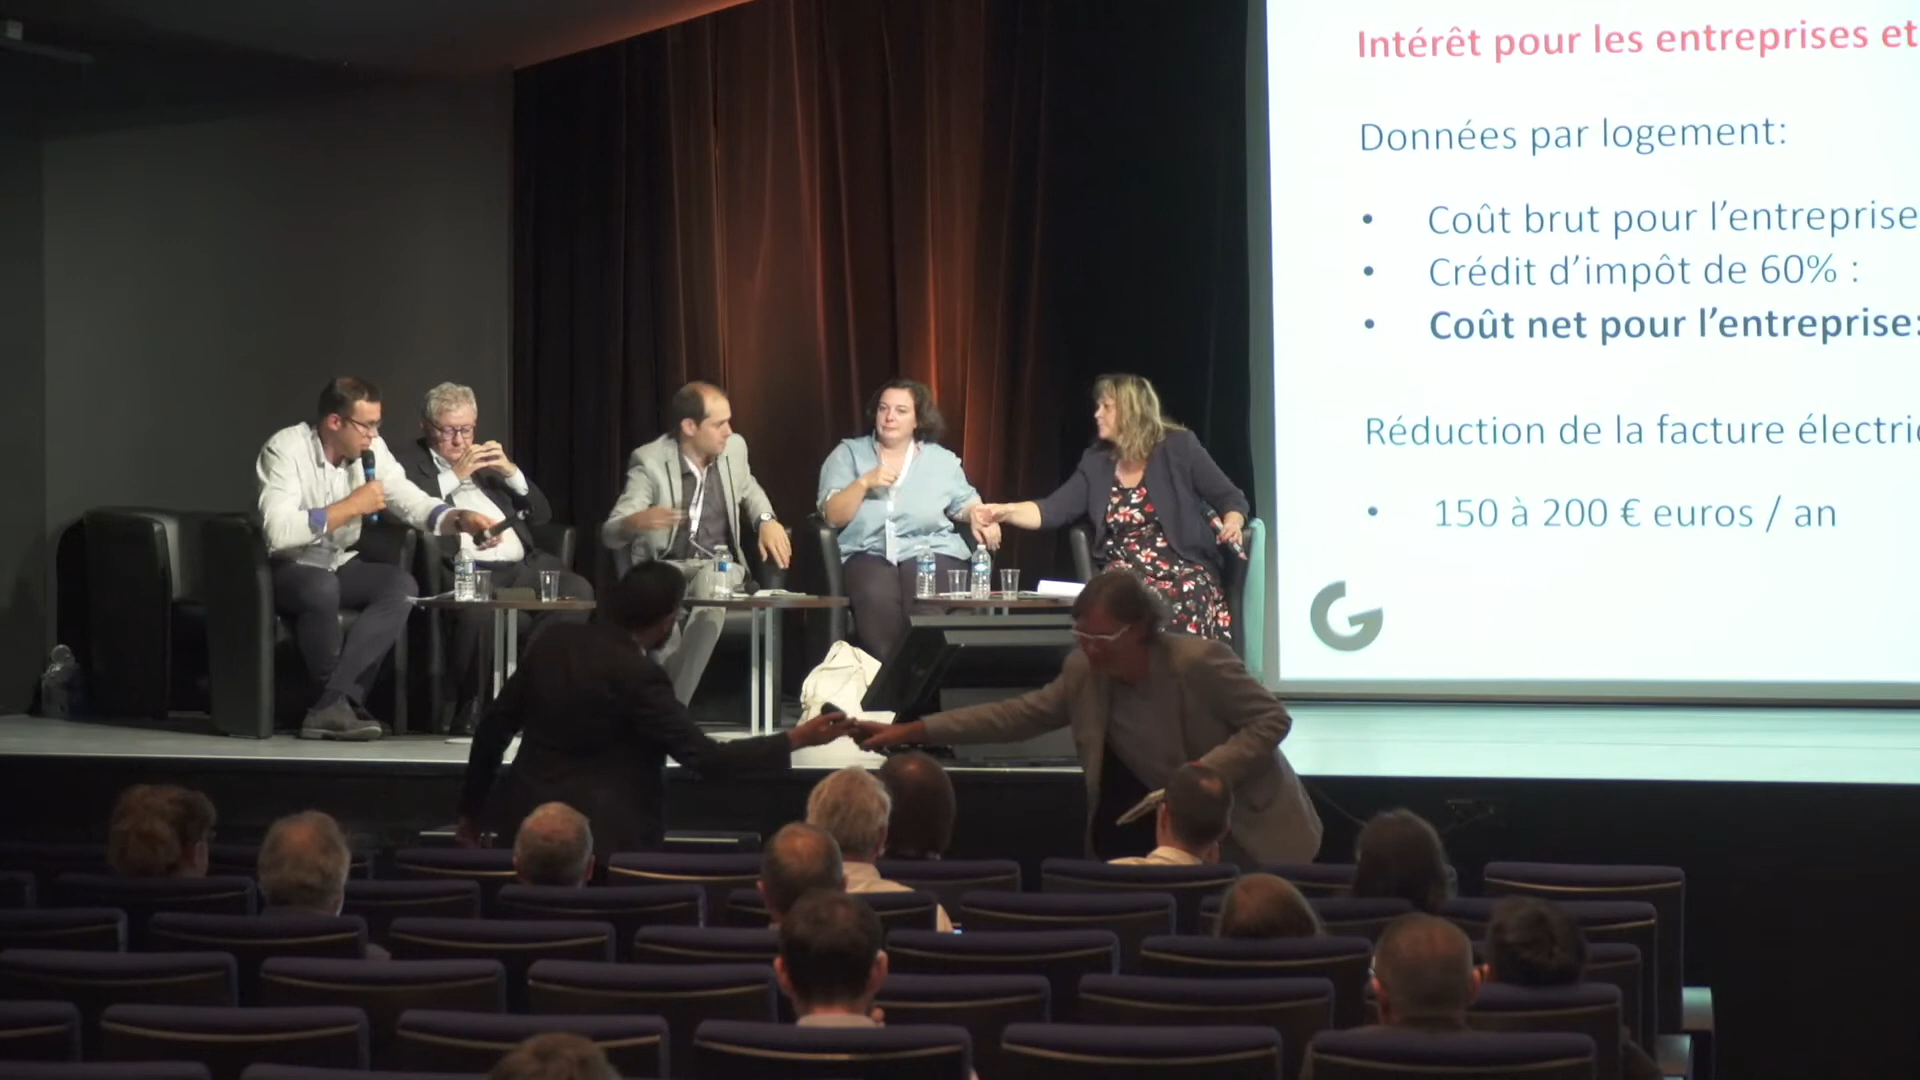 Intérêt pour les entreprises et
Données par logement:
• Coût brut pour l’entreprise
• Crédit d’impôt de 60% :
• Coût net pour l’entreprise:
Réduction de la facture électri
• 150 à 200 € euros / an
G